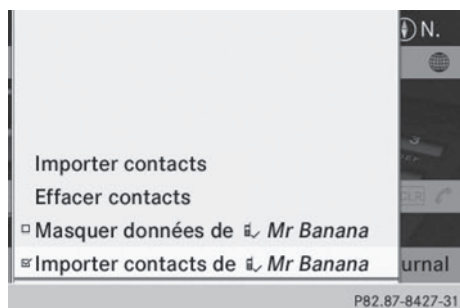 N.
Importer contacts
Effacer contacts
CLR
Masquer données de Mr Banana
Importer contacts de Mr Banana
urnal
P82.87-8427-31